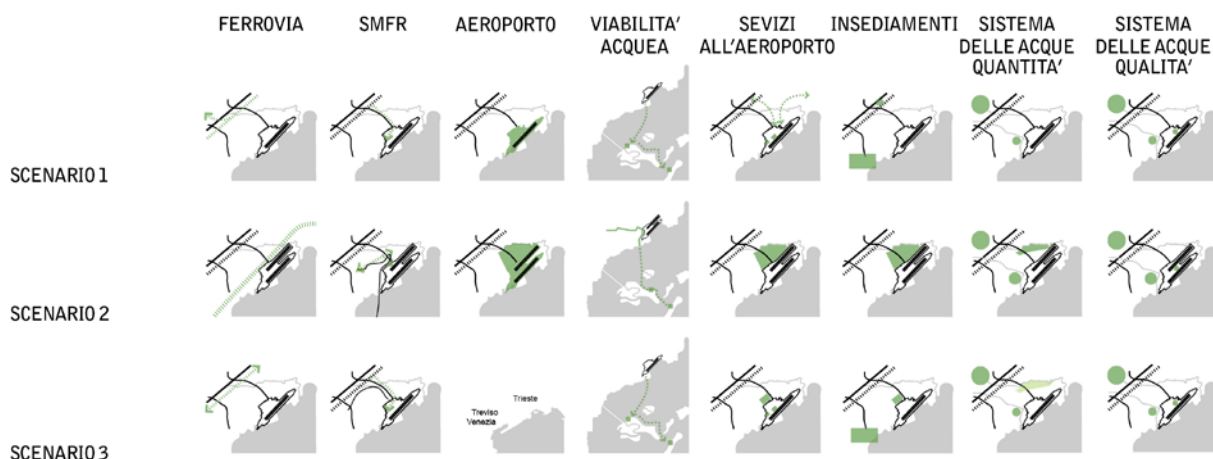 FERROVIA SMFR AEROPORTO VIABILITA' SEVIZI INSEDIAMENTI SISTEMA SISTEMA
ACQUEA ALL'AEROPORTO DELLE ACQUE DELLE ACQUE
QUANTITA' QUALITA'
SCENARIO 1
SCENARIO 2
Trieste
Treviso
Venezia
SCENARIO 3